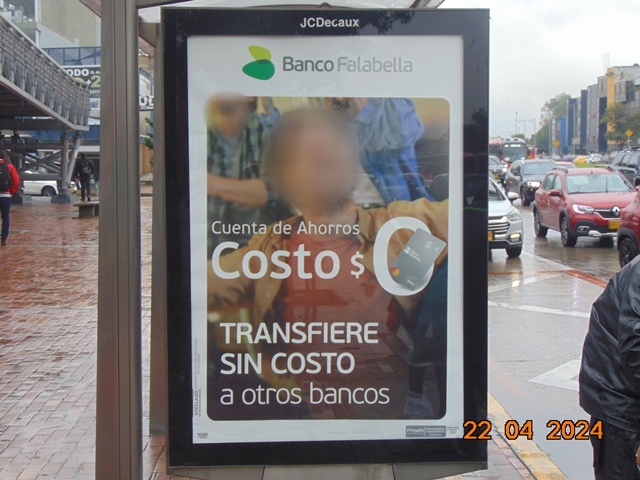 JCDecaux
Banco Falabella
Cuenta de Ahorros
Costo $ 0
TRANSFIERE
SIN COSTO
a otros bancos
22 04 2024